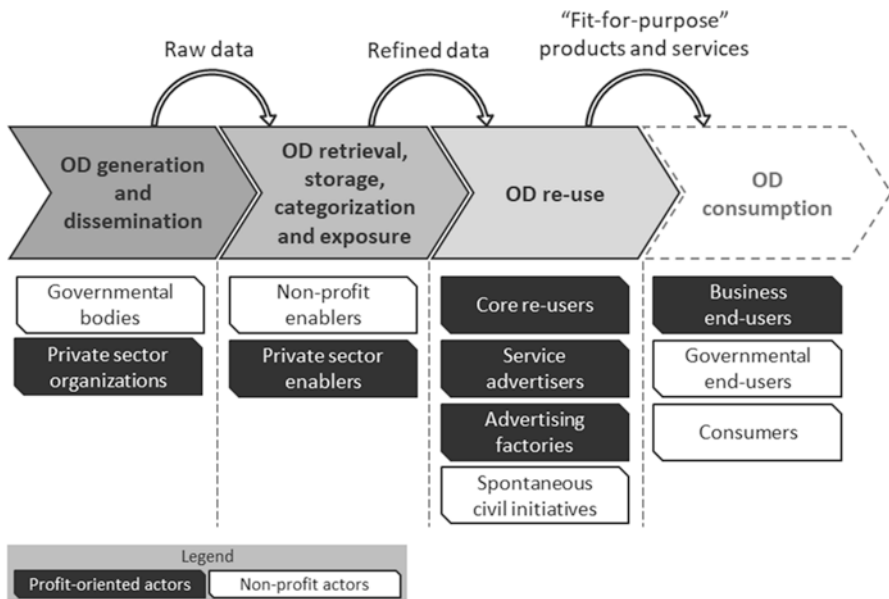 Raw data
Refined data
“Fit-for-purpose”
products and services
OD generation
and
dissemination
OD retrieval,
storage,
categorization
and exposure
OD re-use
OD
consumption
Governmental
bodies
Private sector
organizations
Non-profit
enablers
Private sector
enablers
Core re-users
Service
advertisers
Advertising
factories
Spontaneous
civil initiatives
Business
end-users
Governmental
end-users
Consumers
Legend
Profit-oriented actors
Non-profit actors